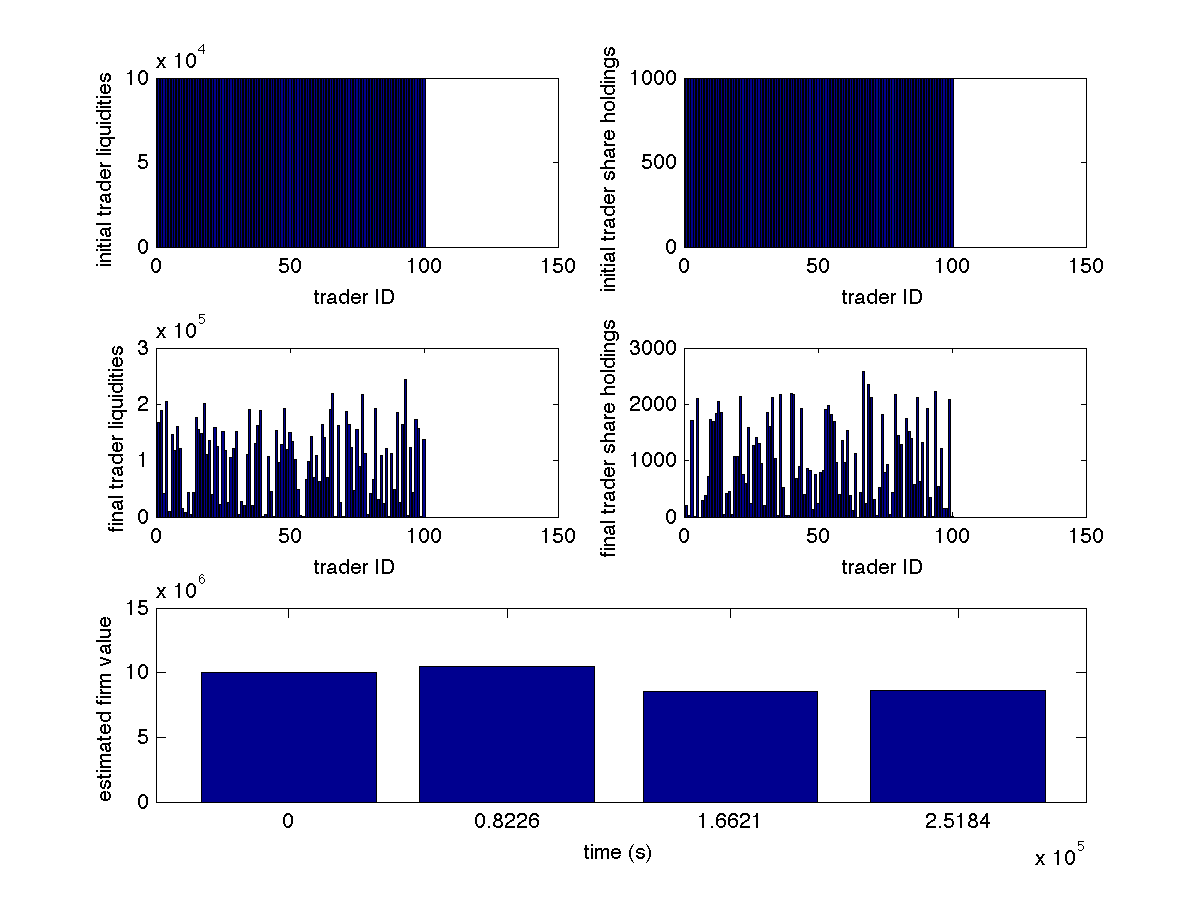 x 10^4
initial trader liquidities
10
5
0
0 50 100 150
trader ID
initial trader share holdings
1000
500
0
0 50 100 150
trader ID
x 10^5
final trader liquidities
3
2
1
0
0 50 100 150
trader ID
final trader share holdings
3000
2000
1000
0
0 50 100 150
trader ID
x 10^6
estimated firm value
15
10
5
0
0 0.8226 1.6621 2.5184
time (s)
x 10^5